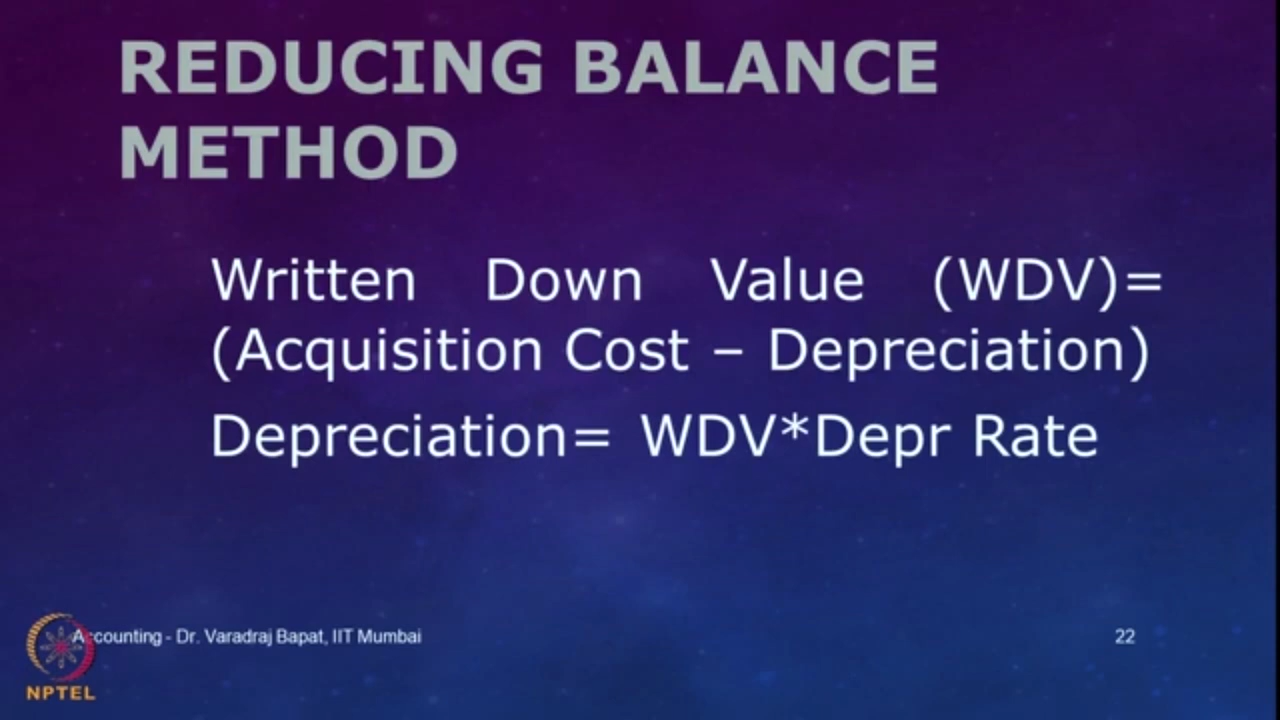 REDUCING BALANCE
METHOD
Written Down Value (WDV)=
(Acquisition Cost – Depreciation)
Depreciation= WDV*Depr Rate
Accounting - Dr. Varadraj Bapat, IIT Mumbai
22
NPTEL